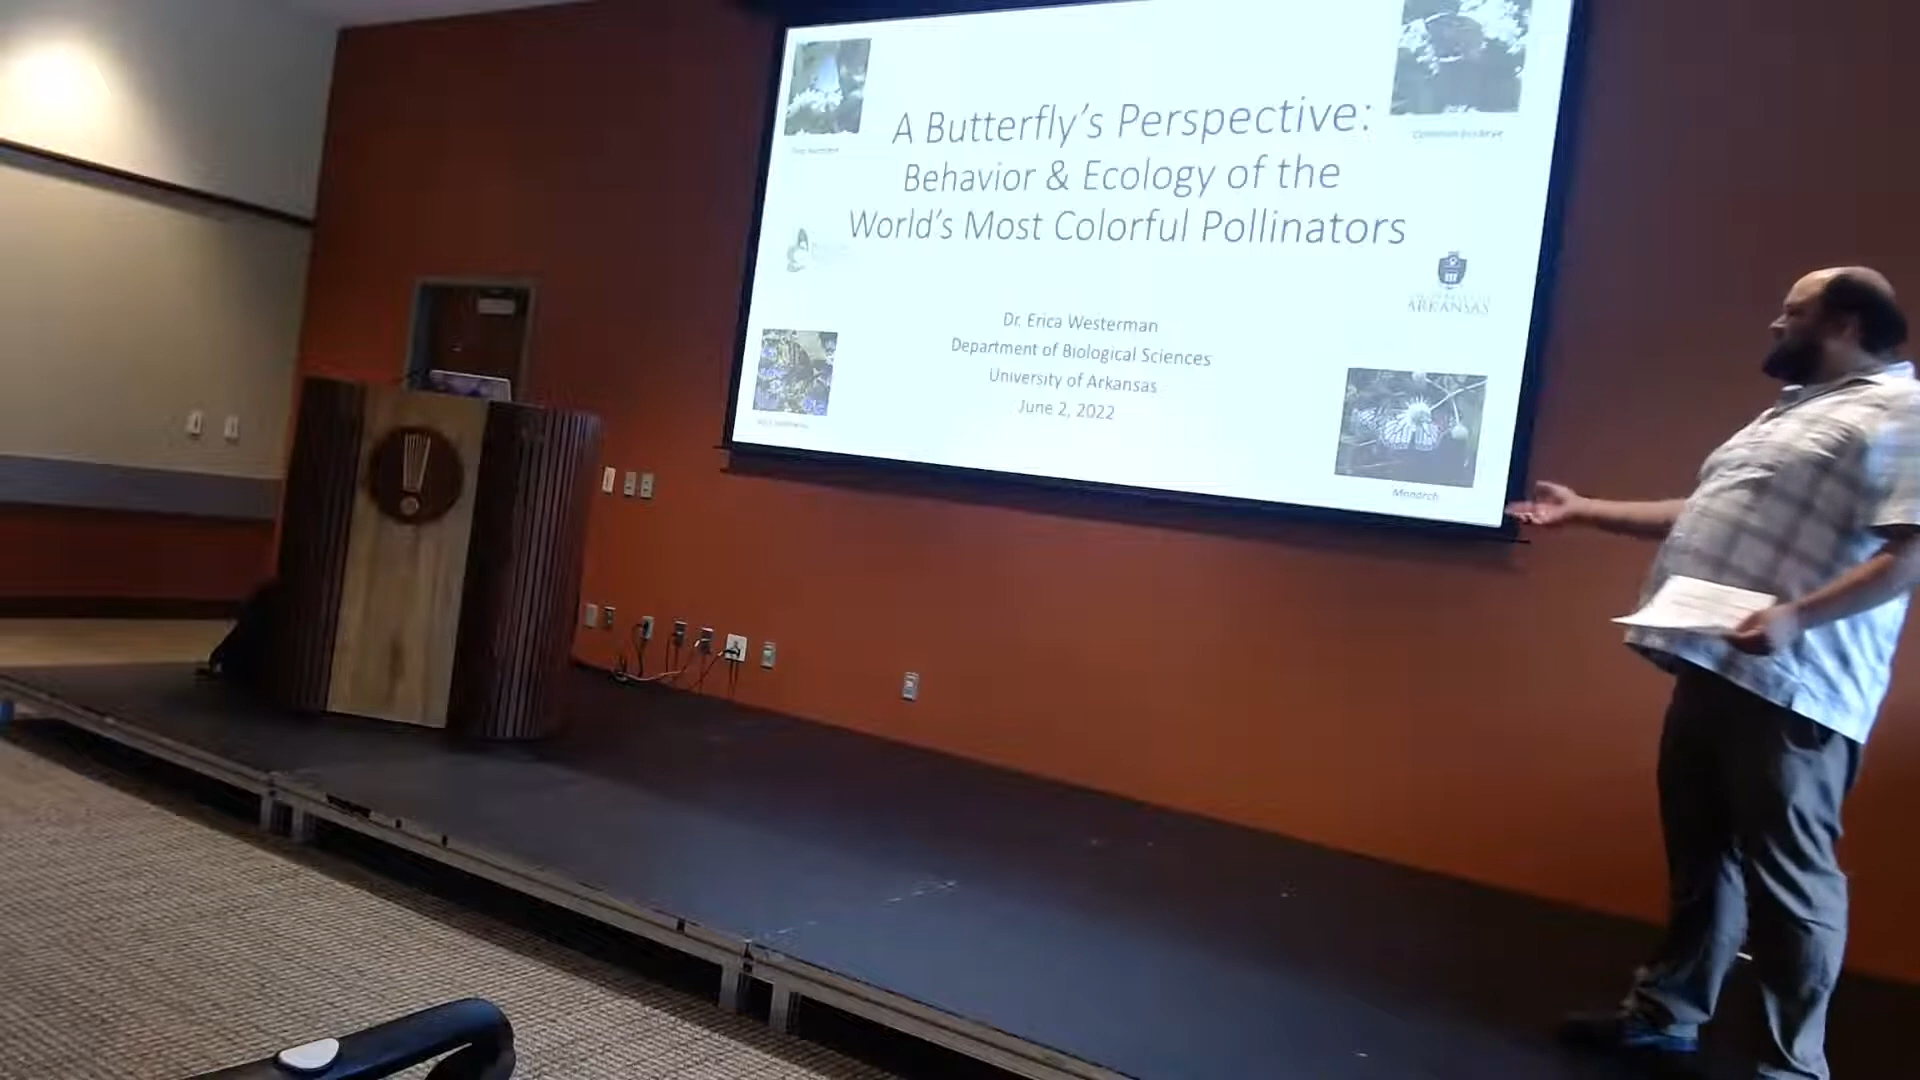 A Butterfly's Perspective:
Behavior & Ecology of the
World's Most Colorful Pollinators
ARKANSAS
Dr. Erica Westerman
Department of Biological Sciences
University of Arkansas
June 2, 2022
Monarch